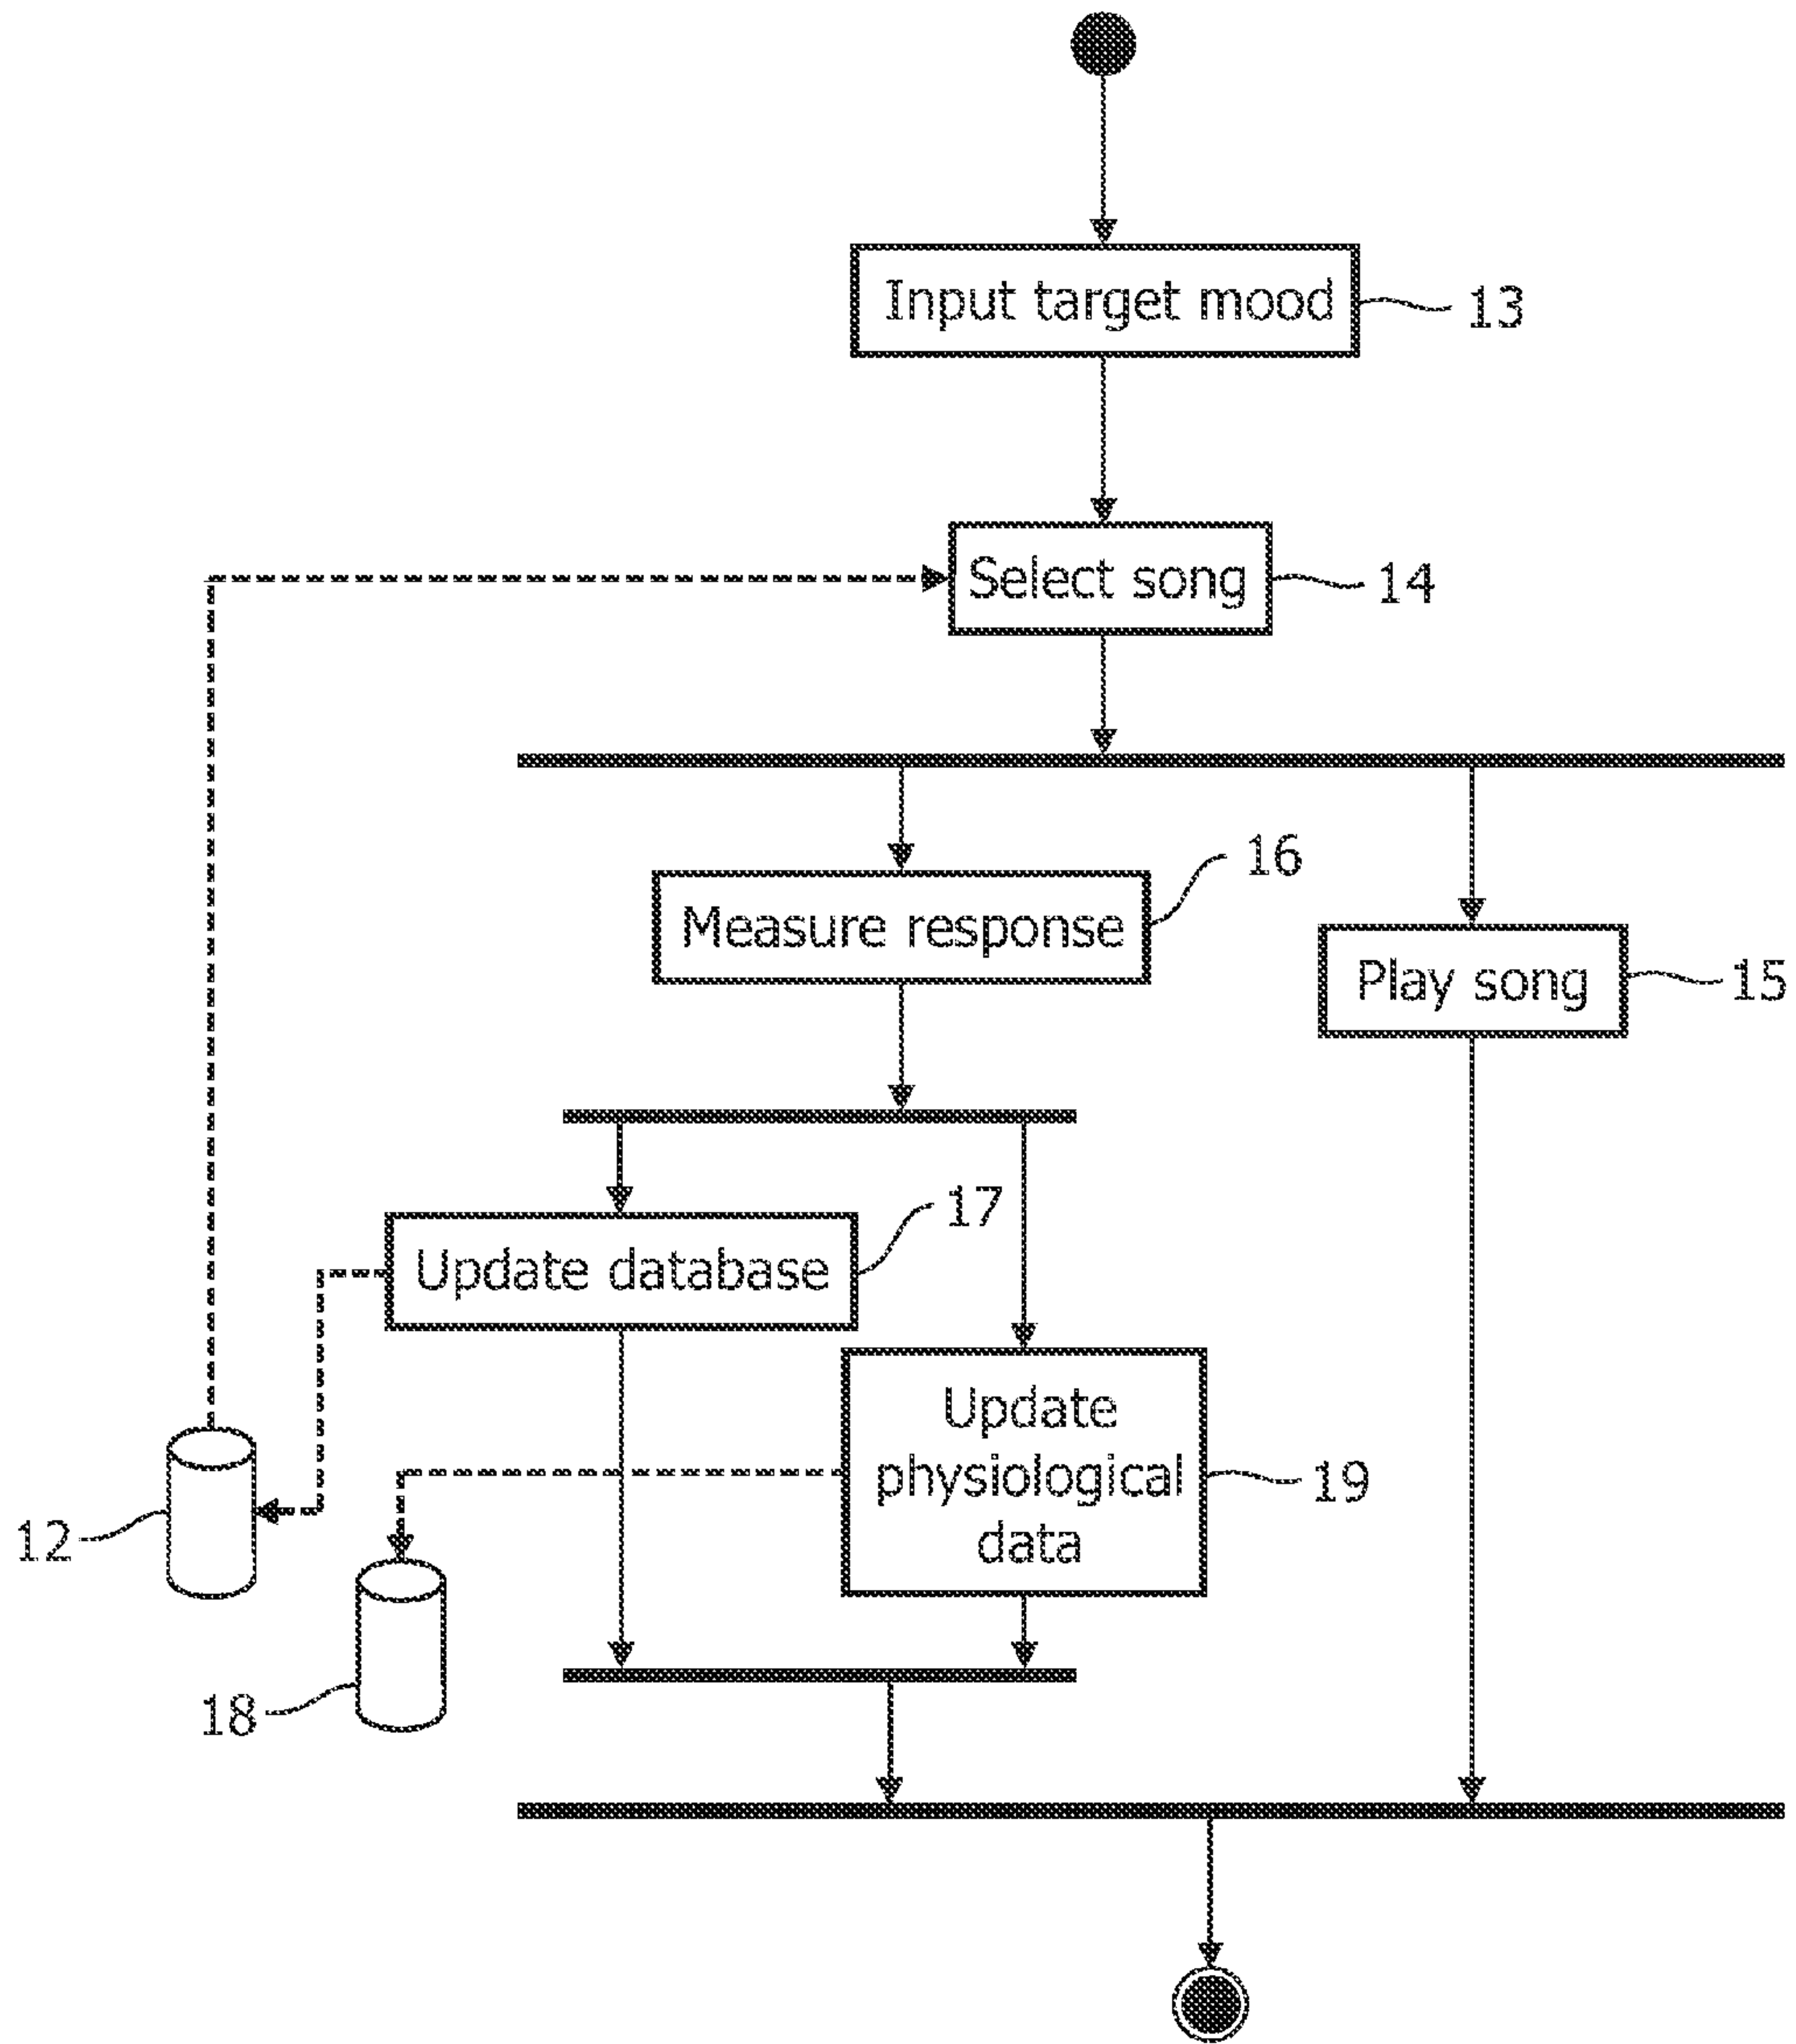 Input target mood
13
Select song
14
16
Measure response
Play song
15
17
Update database
Update
physiological
data
19
12
18